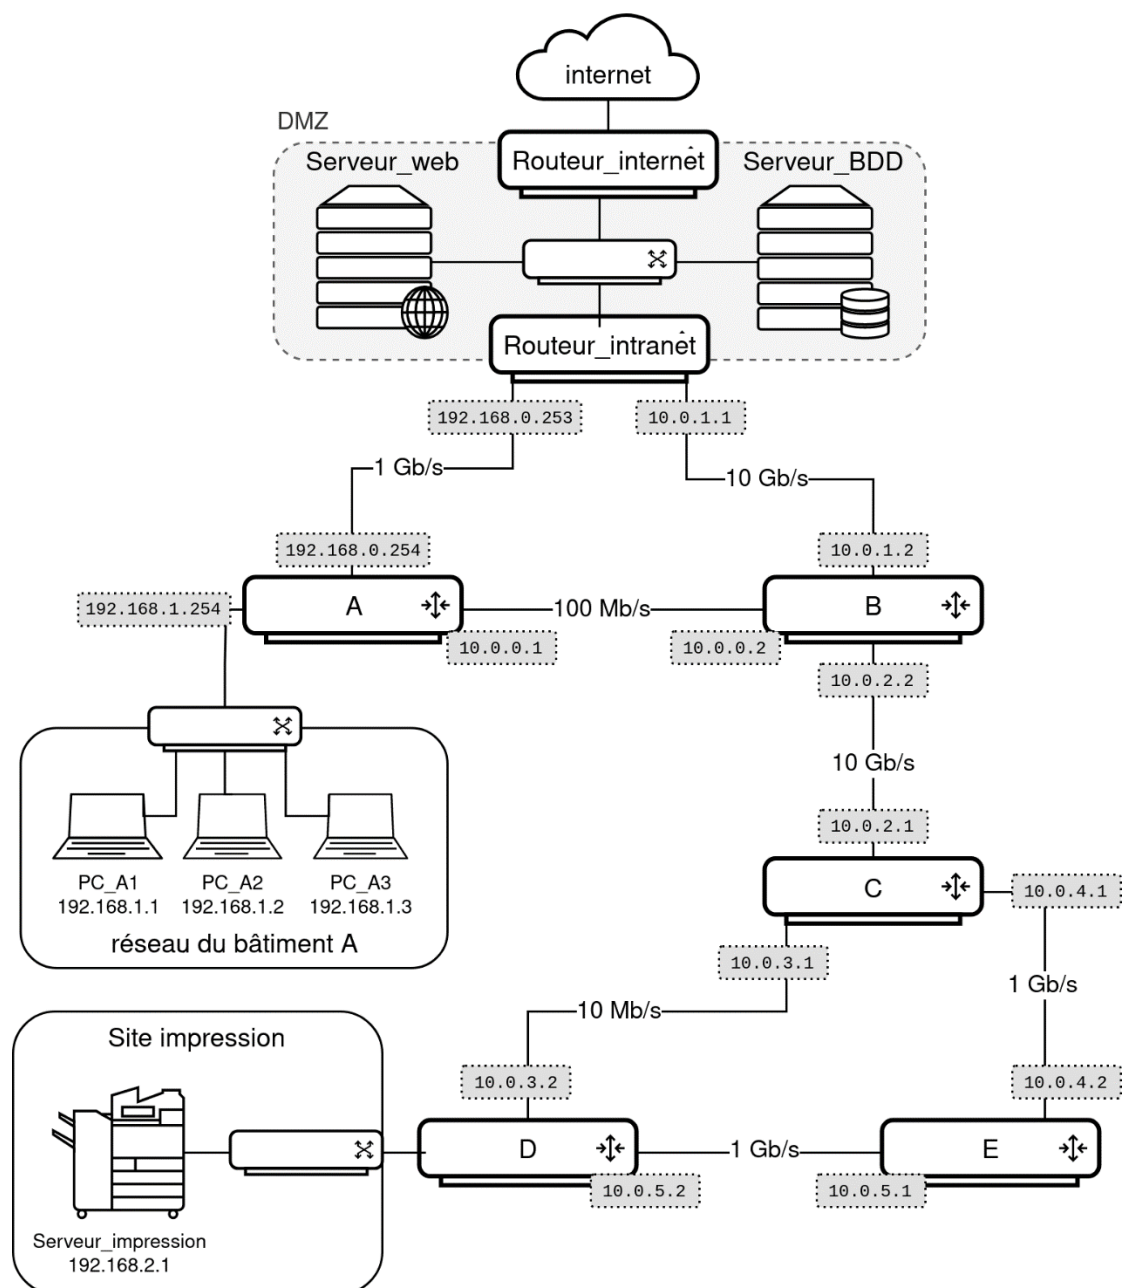 internet
DMZ
Serveur_web
Routeur_internet
Serveur_BDD
Routeur_intranet
192.168.0.253
10.0.1.1
1 Gb/s
10 Gb/s
192.168.0.254
10.0.1.2
192.168.1.254
A
100 Mb/s
B
10.0.0.1
10.0.0.2
10.0.2.2
10 Gb/s
10.0.2.1
PC_A1
192.168.1.1
PC_A2
192.168.1.2
PC_A3
192.168.1.3
réseau du bâtiment A
C
10.0.4.1
10.0.3.1
1 Gb/s
10 Mb/s
Site impression
10.0.3.2
10.0.4.2
D
1 Gb/s
E
10.0.5.2
10.0.5.1
Serveur_impression
192.168.2.1